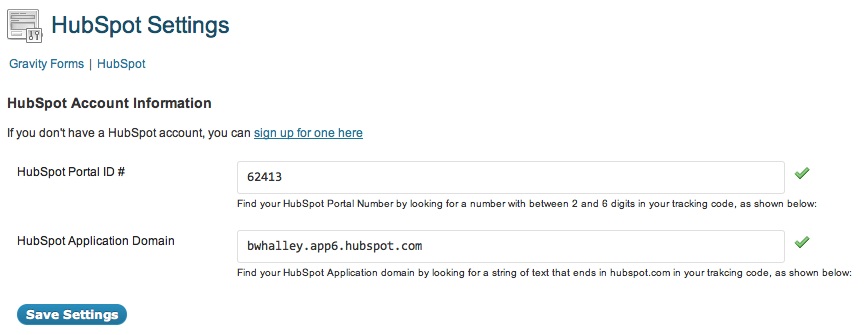 HubSpot Settings
Gravity Forms | HubSpot
HubSpot Account Information
If you don't have a HubSpot account, you can sign up for one here
HubSpot Portal ID #
62413
Find your HubSpot Portal Number by looking for a number with between 2 and 6 digits in your tracking code, as shown below:
HubSpot Application Domain
bwhalley.app6.hubspot.com
Find your HubSpot Application domain by looking for a string of text that ends in hubspot.com in your trakcing code, as shown below:
Save Settings